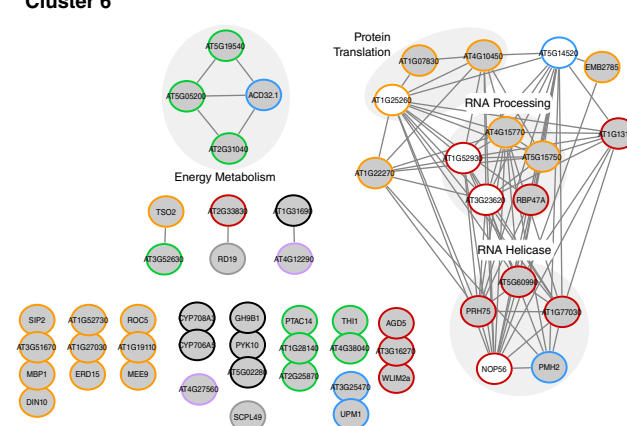 Cluster 6
Protein
Translation
AT5G19540
AT5G05200
ACD32.1
AT2G31040
Energy Metabolism
AT1G07830
AT4G10450
AT5G14520
EMB2785
AT1G25260
RNA Processing
AT4G15770
AT1G131
AT1G52930
AT5G15750
AT1G22270
AT3G23620
RBP47A
RNA Helicase
AT5G60990
PRH75
AT1G77030
NOP56
PMH2
TSO2
AT2G33830
AT1G31690
AT3G52630
RD19
AT4G12290
SIP2
AT1G52730
ROC5
CYP708A3
GH9B1
PTAC14
THI1
AGD5
AT3G51670
AT1G27030
AT1G19110
CYP706A5
PYK10
AT1G28140
AT4G38040
AT3G16270
MBP1
ERD15
MEE9
AT5G02280
AT2G25870
WLIM2a
DIN10
AT4G27560
AT3G25470
SCPL49
UPM1